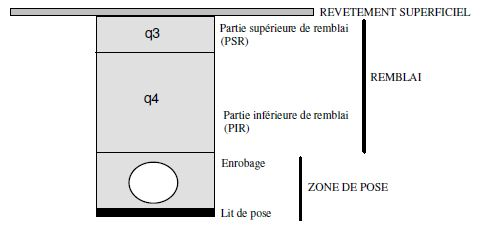 REVETEMENT SUPERFICIEL
q3
Partie supérieure de remblai
(PSR)
REMBLAI
q4
Partie inférieure de remblai
(PIR)
Enrobage
ZONE DE POSE
Lit de pose